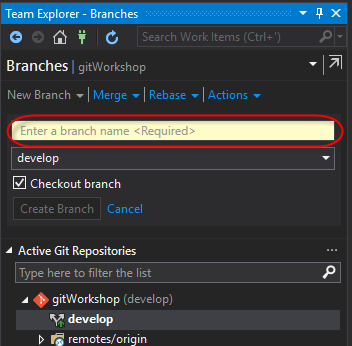 Team Explorer - Branches
Search Work Items (Ctrl+')
Branches | gitWorkshop
New Branch Merge Rebase Actions
Enter a branch name <Required>
develop
Checkout branch
Create Branch Cancel
Active Git Repositories
Type here to filter the list
gitWorkshop (develop)
develop
remotes/origin